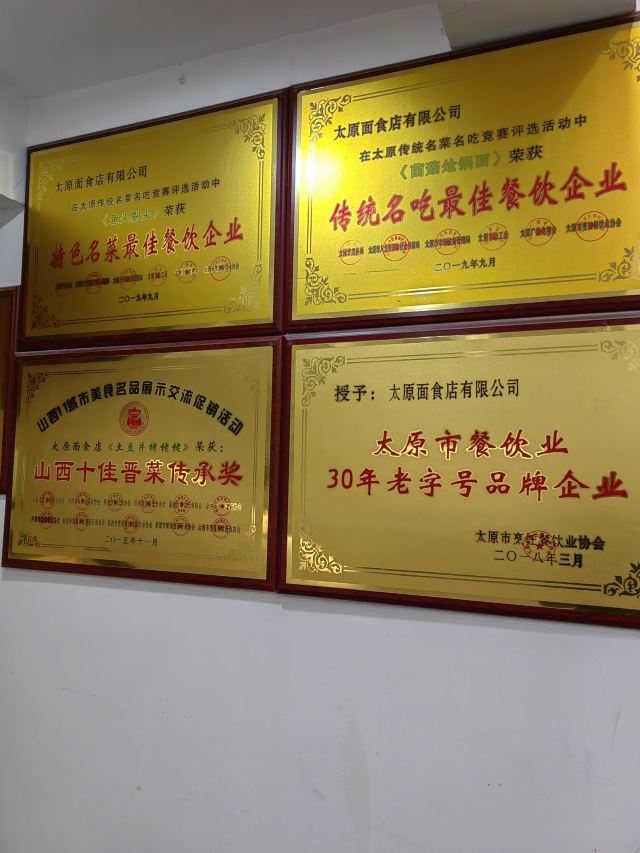 太原面食店有限公司
在太原传统名菜名吃竞赛评选活动中
荣获
特色名菜最佳餐饮企业
二〇一九年九月
太原面食店有限公司
在太原传统名菜名吃竞赛评选活动中
荣获
传统名吃最佳餐饮企业
二〇一九年九月
山西11城市美食名品展示交流促销活动
太原面食店《土豆片烤栳栳》荣获：
山西十佳晋菜传承奖
二〇一五年十一月
授予：太原面食店有限公司
太原市餐饮业
30年老字号品牌企业
太原市烹饪餐饮业协会
二〇一八年三月